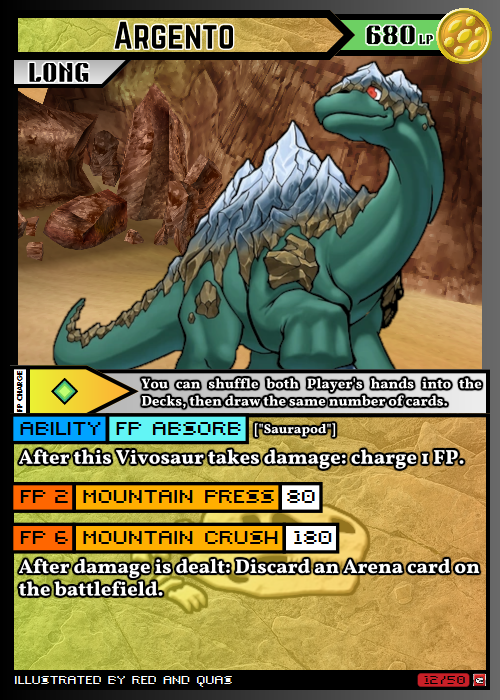 ARGENTO
680 LP
LONG
FP CHARGE
You can shuffle both Player's hands into the
Decks, then draw the same number of cards.
ABILITY FP ABSORB ["Saurapod"]
After this Vivosaur takes damage: charge 1 FP.
FP 2 MOUNTAIN PRESS 80
FP 6 MOUNTAIN CRUSH 180
After damage is dealt: Discard an Arena card on
the battlefield.
ILLUSTRATED BY RED AND QUAS
12/50